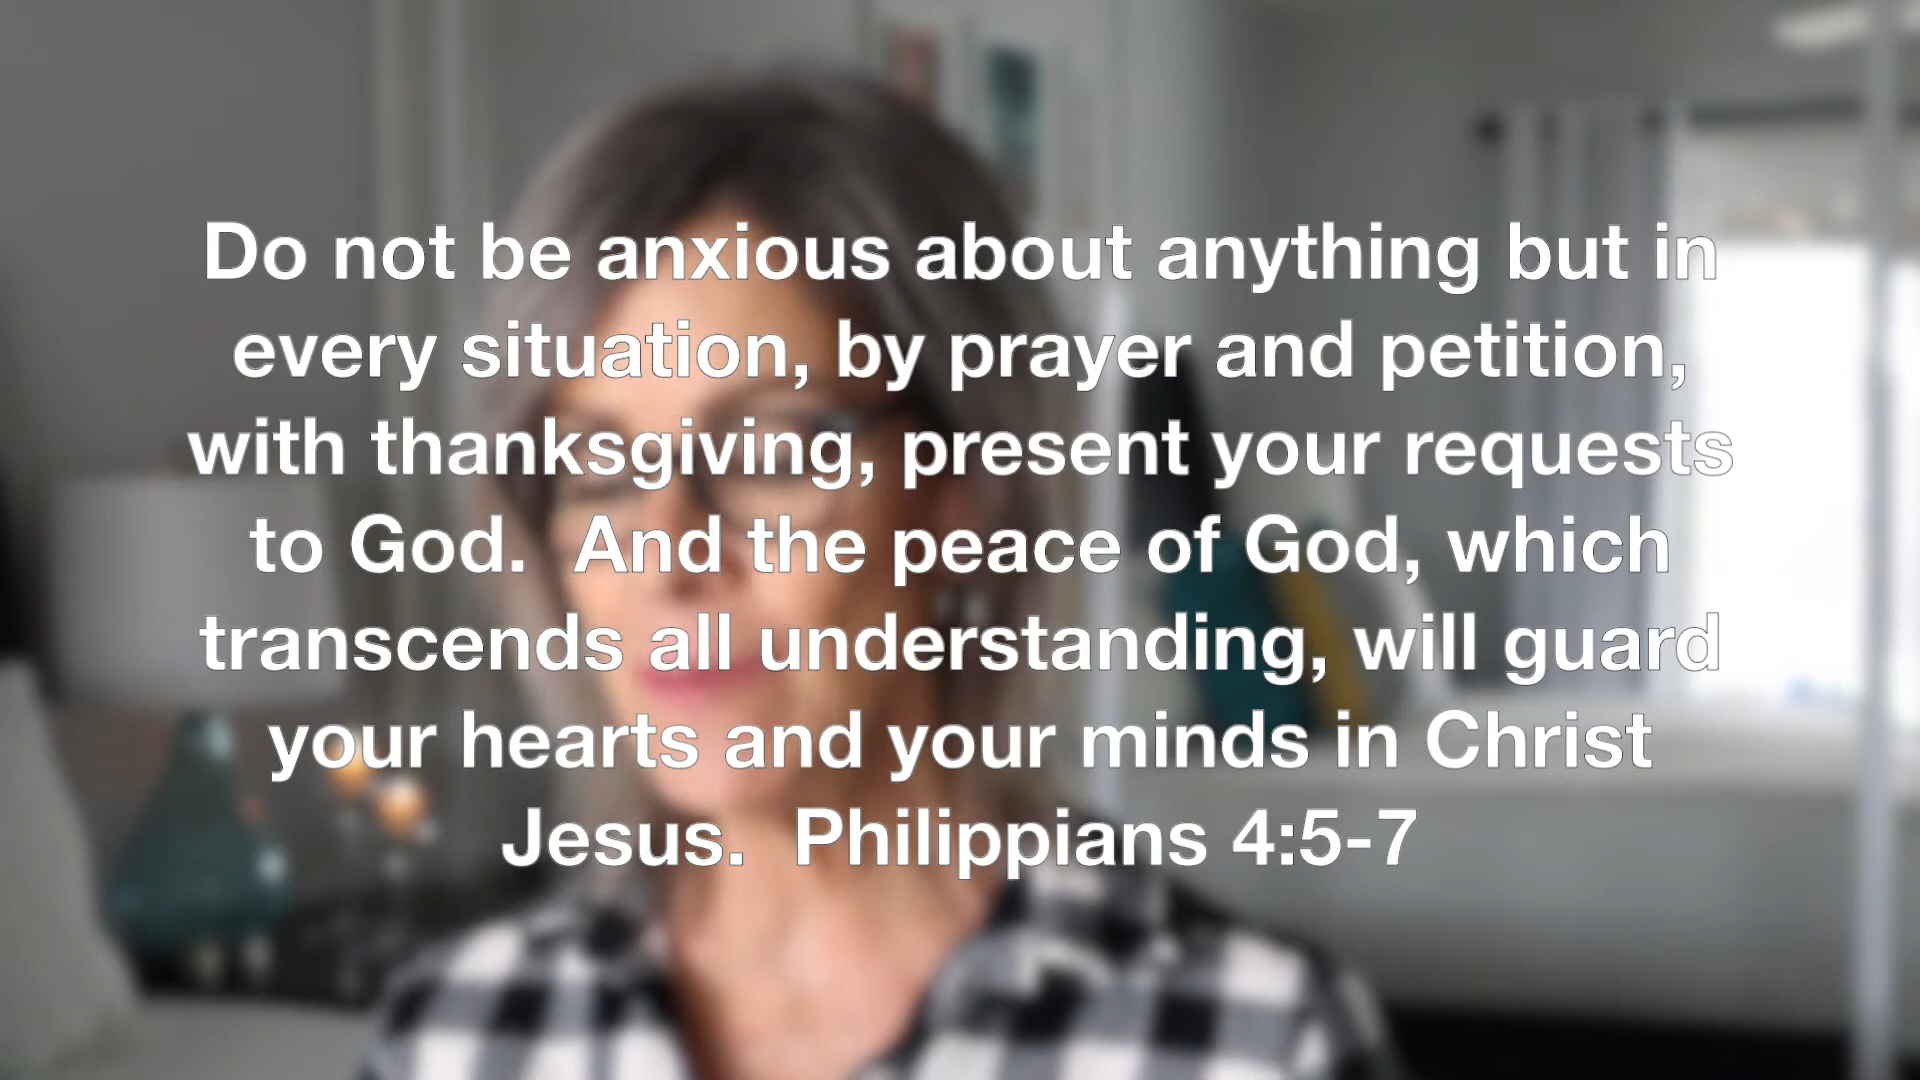 Do not be anxious about anything but in
every situation, by prayer and petition,
with thanksgiving, present your requests
to God.  And the peace of God, which
transcends all understanding, will guard
your hearts and your minds in Christ
Jesus.  Philippians 4:5-7